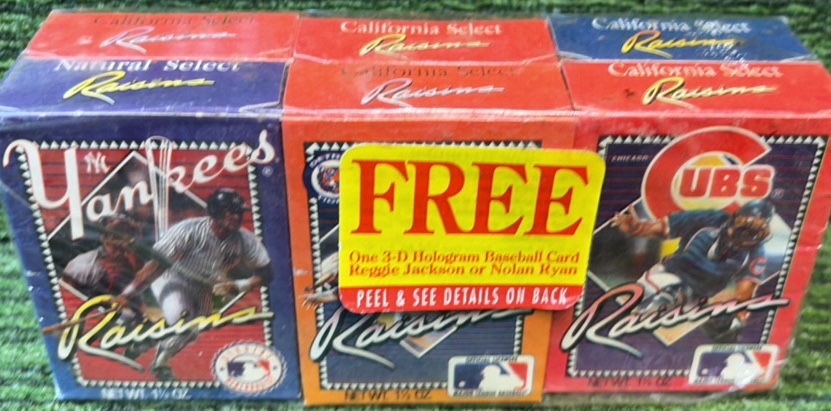 California Select
Raisins
California Select
Raisins
California Select
Raisins
Natural Select
Raisins
California Select
Raisins
California Select
Raisins
NY
Yankees
Raisins
NET WT. 1½ OZ.
FREE
One 3-D Hologram Baseball Card
Reggie Jackson or Nolan Ryan
PEEL & SEE DETAILS ON BACK
Raisins
NET WT. 1½ OZ.
CHICAGO
CUBS
Raisins
NET WT. 1½ OZ.